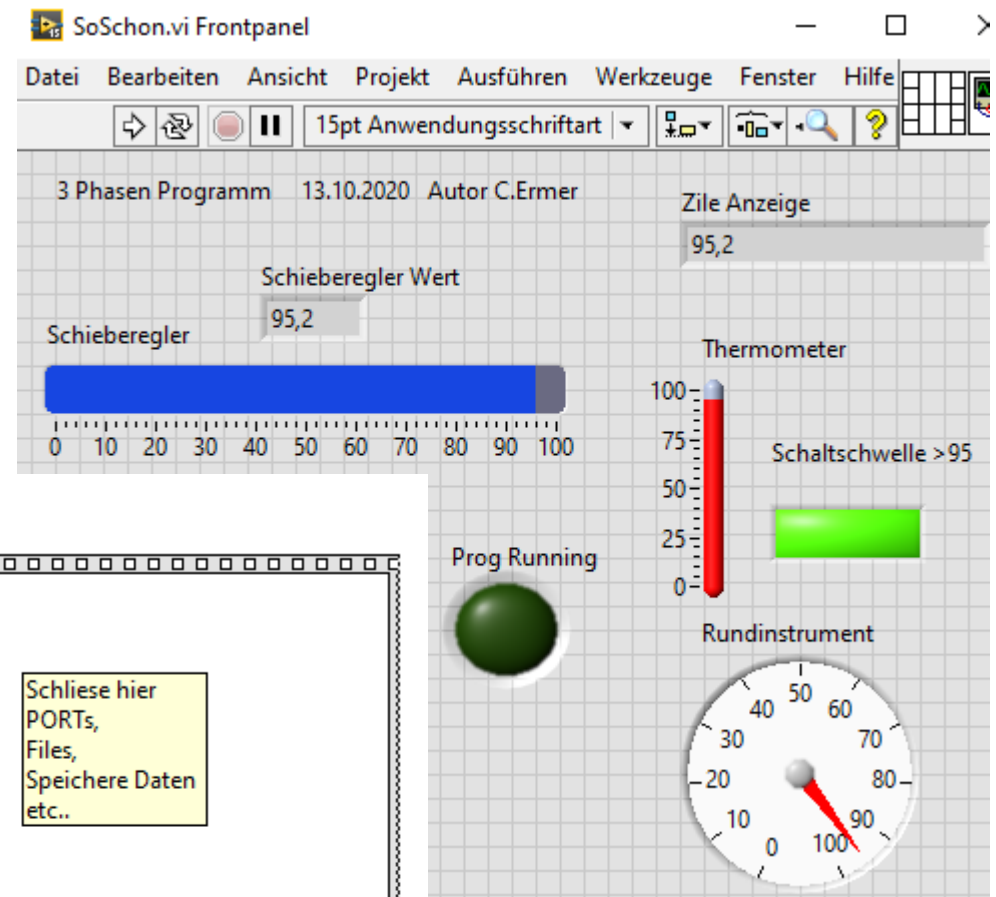 SoSchon.vi Frontpanel
Datei Bearbeiten Ansicht Projekt Ausführen Werkzeuge Fenster Hilfe
15pt Anwendungsschriftart
3 Phasen Programm 13.10.2020 Autor C.Ermer
Zile Anzeige
95,2
Schieberegler Wert
95,2
Schieberegler
0 10 20 30 40 50 60 70 80 90 100
Thermometer
100
75
50
25
0
Schaltschwelle >95
Prog Running
Schliese hier
PORTs,
Files,
Speichere Daten
etc..
Rundinstrument
0 10 20 30 40 50 60 70 80 90 100